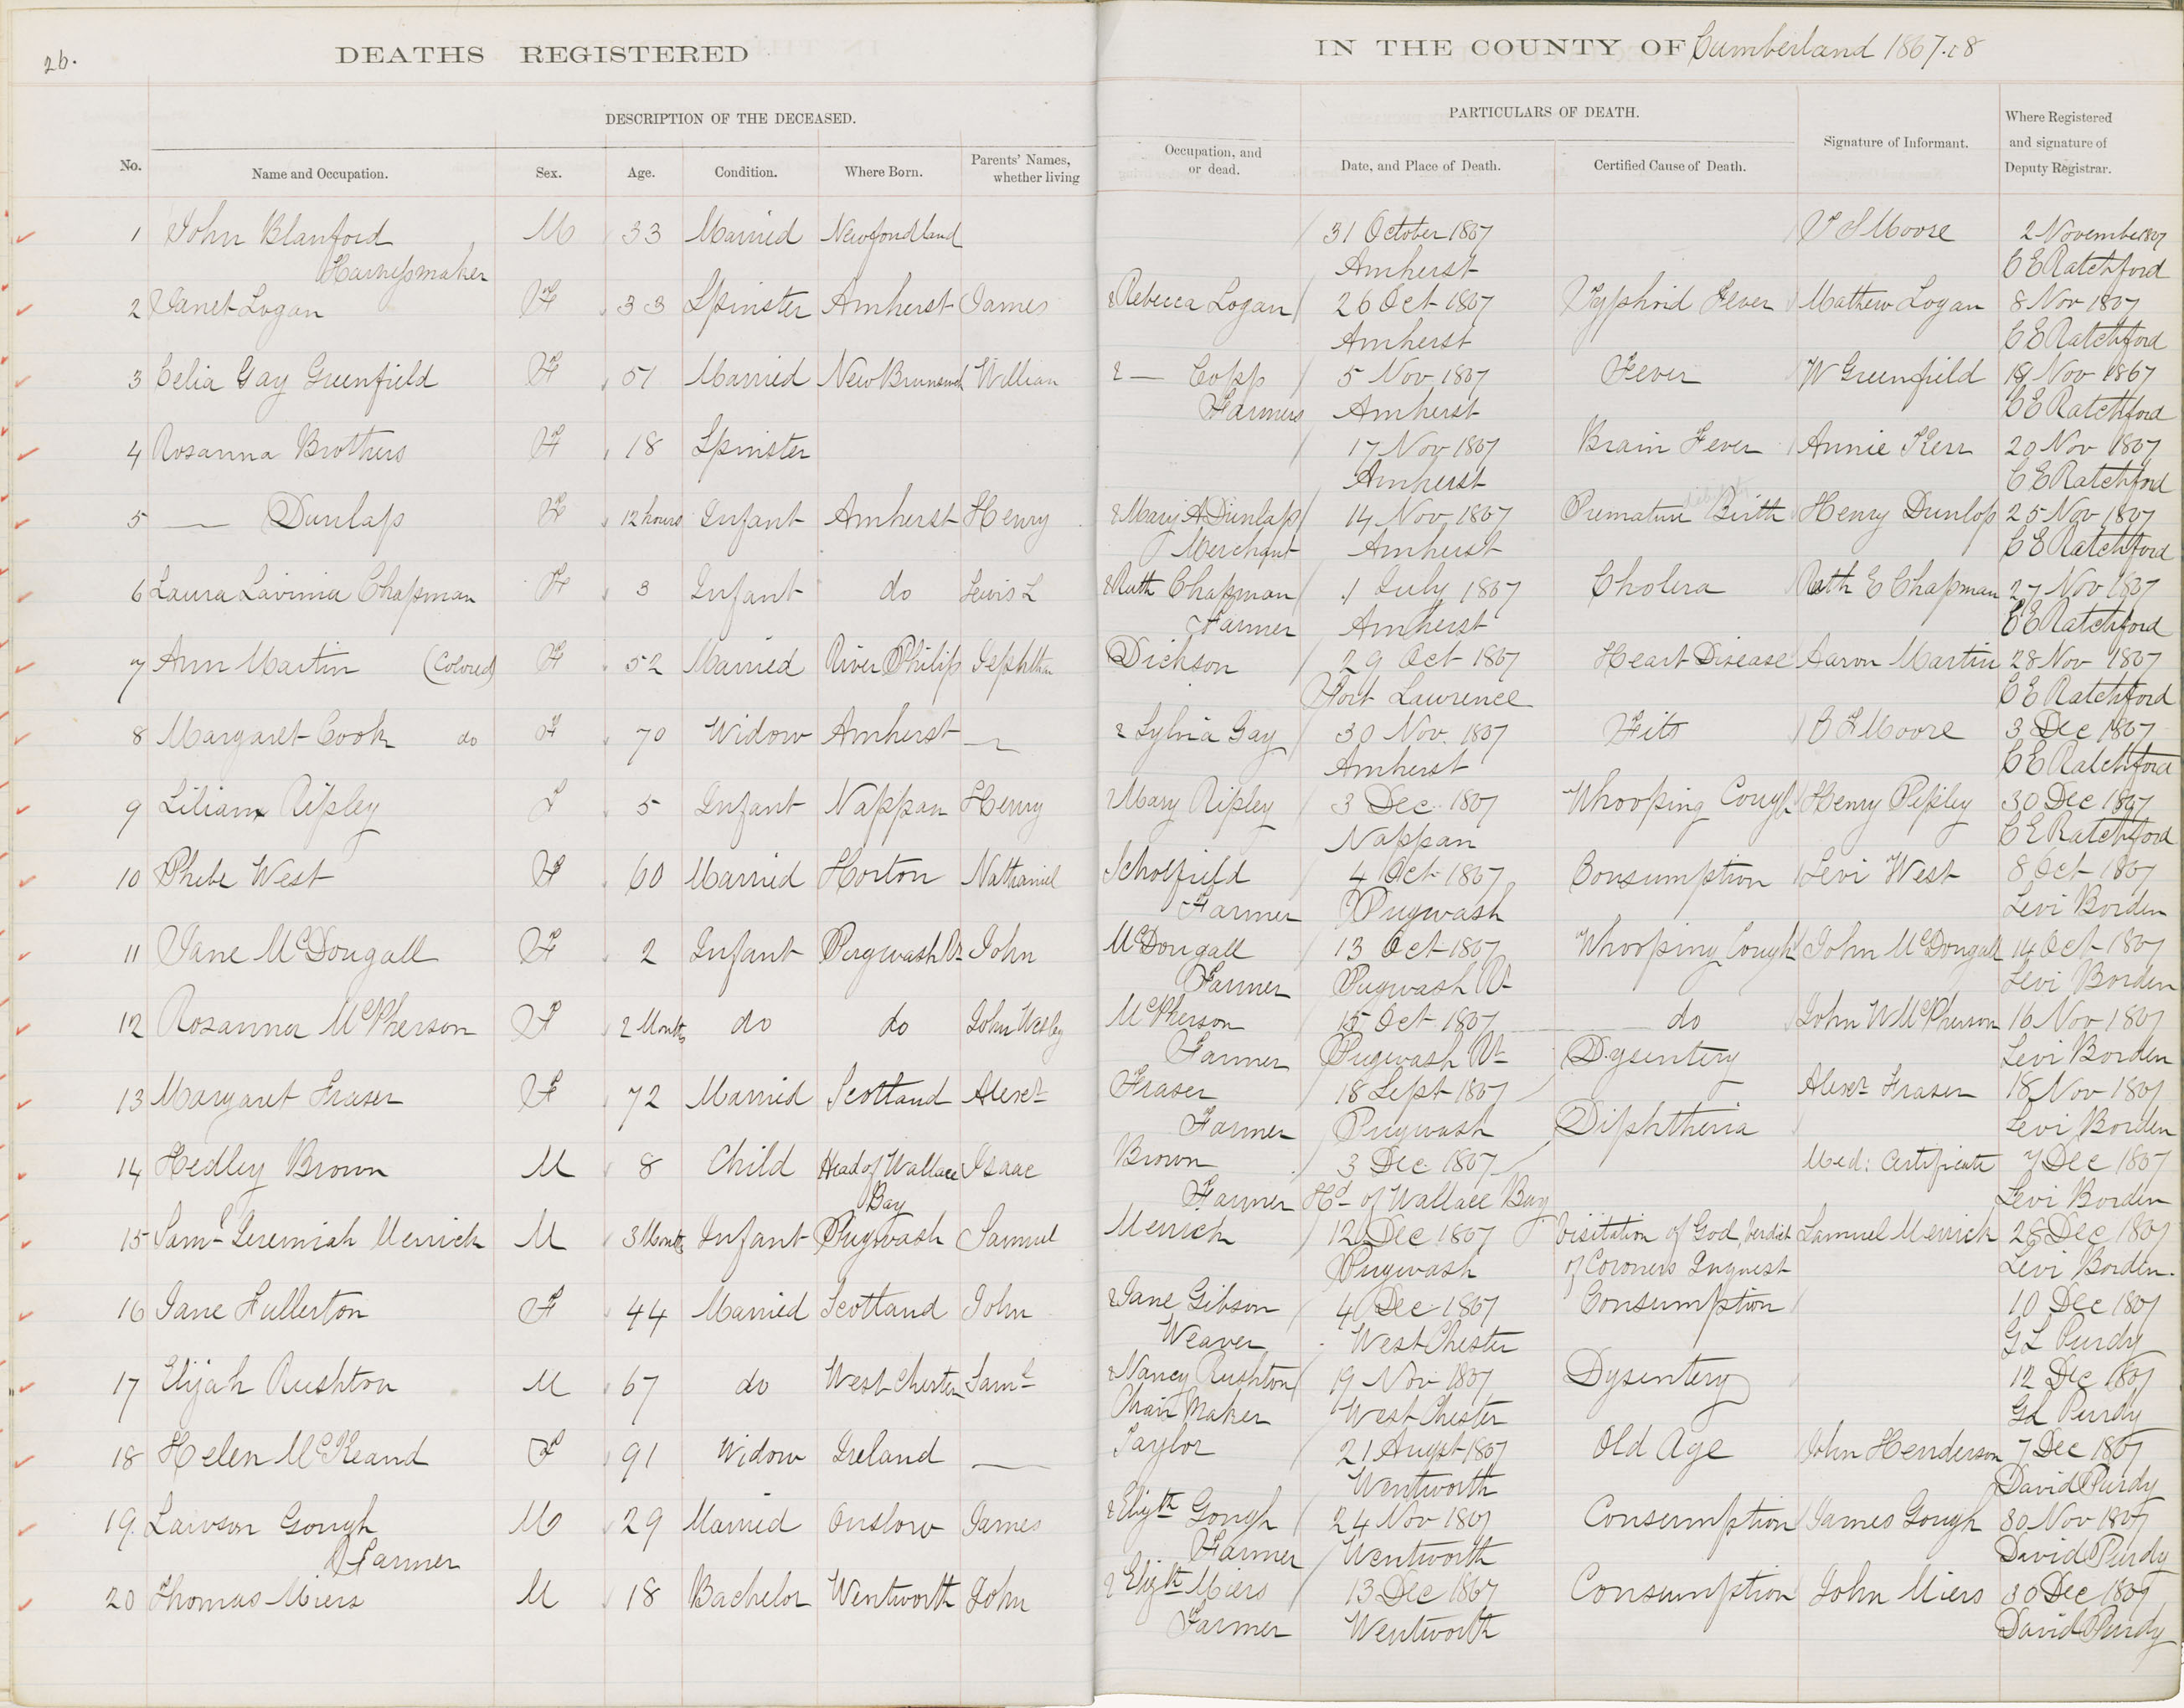 26.
DEATHS REGISTERED
IN THE COUNTY OF Cumberland 1867.
DESCRIPTION OF THE DECEASED.
PARTICULARS OF DEATH.
No. Name and Occupation. Sex. Age. Condition. Where Born. Parents' Names, whether living
Occupation, and or dead. Date, and Place of Death. Certified Cause of Death. Signature of Informant. Where Registered and signature of Deputy Registrar.
1 John Blanford M 33 Married Newfondland 31 October 1867 Moore 2 November 1867
Harnessmaker Amherst C E Ratchford
2 Janet Logan F 33 Spinster Amherst James & Rebecca Logan 26 Oct 1867 Typhoid Fever Mathew Logan 8 Nov 1867
Amherst C E Ratchford
3 Celia Gay Greenfield F 51 Married New Brunswick William & — Copp 5 Nov 1867 Fever W Greenfield 19 Nov 1867
Farmers Amherst C E Ratchford
4 Rosanna Brothers F 18 Spinster 17 Nov 1867 Brain Fever Annie Kerr 20 Nov 1867
Amherst C E Ratchford
5 — Dunlap F 12 hours Infant Amherst Henry & Mary A Dunlap 14 Nov 1867 Premature Birth Henry Dunlop 25 Nov 1867
Merchant Amherst C E Ratchford
6 Laura Lavinia Chapman F 3 Infant do Lewis L & Ruth Chapman 1 July 1867 Cholera Ruth E Chapman 27 Nov 1867
Farmer Amherst C E Ratchford
7 Ann Martin (Colored) F 52 Married River Philip Jephtha Dickson 29 Oct 1867 Heart Disease Aaron Martin 28 Nov 1867
Fort Lawrence C E Ratchford
8 Margaret Cook do F 70 Widow Amherst — & Sylvia Gay 30 Nov. 1867 Fits Moore 3 Dec 1867
Amherst C E Ratchford
9 Lilian Ripley F 5 Infant Nappan Henry & Mary Ripley 3 Dec 1867 Whooping Cough Henry Pipley 30 Dec 1867
Nappan C E Ratchford
10 Phebe West F 60 Married Horton Nathaniel Scholfield 4 Oct 1867 Consumption Levi West 8 Oct 1867
Farmer Pugwash Levi Borden
11 Jane McDougall F 2 Infant Pugwash John McDougall 13 Oct 1867 Whooping Cough John McDougall 14 Oct 1867
Farmer Pugwash Levi Borden
12 Rosanna McPherson F 2 Months do do John Wesley McPherson 15 Oct 1867 do John W McPherson 16 Nov 1867
Farmer Pugwash Levi Borden
13 Margaret Fraser F 72 Married Scotland Alexr Fraser 18 Sept 1867 Dysentery Alexr Fraser 18 Nov 1867
Farmer Pugwash Levi Borden
14 Hedley Brown M 8 Child Head of Wallace Bay Isaac Brown 3 Dec 1867 Diphtheria Med: Certificate 7 Dec 1867
Farmer Hd of Wallace Bay Levi Borden
15 Saml Jeremiah Merrick M 3 Months Infant Pugwash Samuel Merrick 12 Dec 1867 Visitation of God, Verdict Samuel Merrick 28 Dec 1867
Pugwash of Coroners Inquest Levi Borden.
16 Jane Fullerton F 44 Married Scotland John & Jane Gibson 4 Dec 1867 Consumption 10 Dec 1867
Weaver West Chester G L Purdy
17 Elijah Rushton M 67 do West Chester Saml & Nancy Rushton 19 Nov 1867 Dysentery 12 Dec 1867
Chair Maker West Chester G L Purdy
18 Helen McKeand F 91 Widow Ireland — Taylor 21 Augst 1867 Old Age John Henderson 7 Dec 1867
Wentworth David Purdy
19. Lawson Gough M 29 Married Onslow James & Elizth Gough 24 Nov 1867 Consumption James Gough 30 Nov 1867
Farmer Farmer Wentworth David Purdy
20 Thomas Miers M 18 Bachelor Wentworth John & Elizth Miers 13 Dec 1867 Consumption John Miers 30 Dec 1867
Farmer Wentworth David Purdy